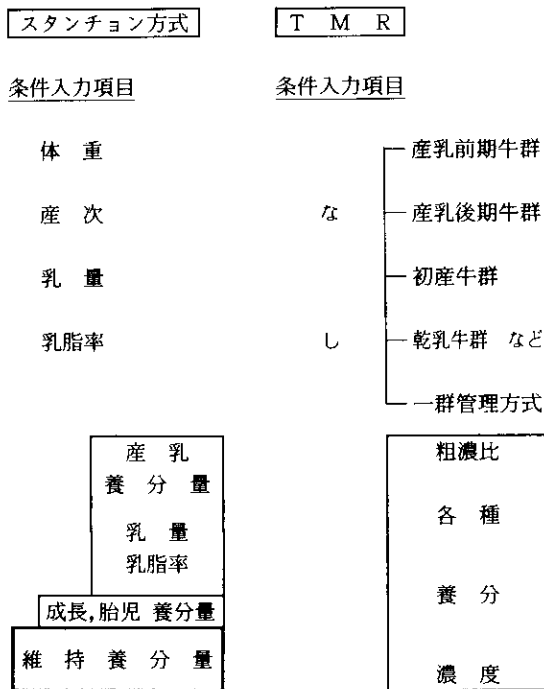 スタンチョン方式
条件入力項目
体 重
産 次
乳 量
乳脂率
産 乳
養 分 量
乳 量
乳脂率
成長,胎児 養分量
維 持 養 分 量
T M R
条件入力項目
な
し
産乳前期牛群
産乳後期牛群
初産牛群
乾乳牛群 など
一群管理方式
粗濃比
各 種
養 分
濃 度